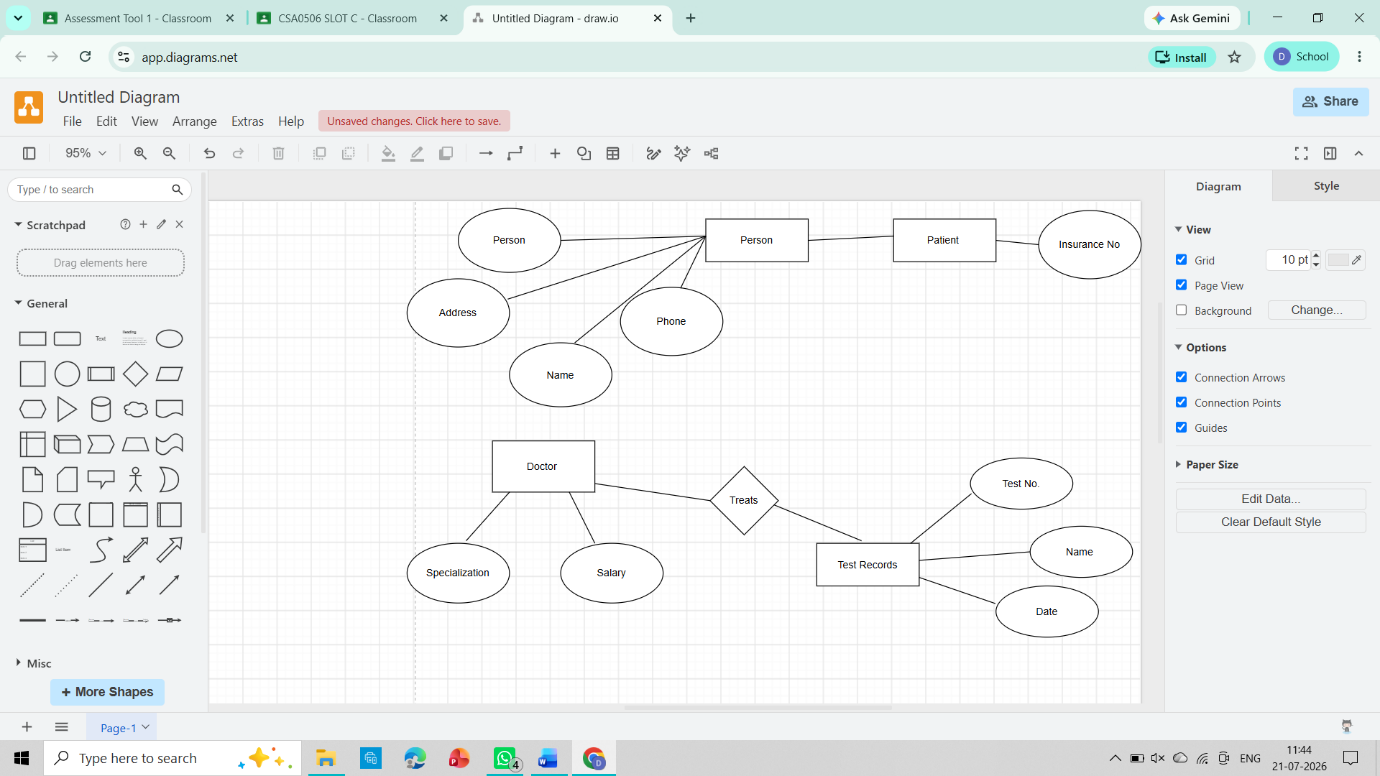 Assessment Tool 1 - Classroom
CSA0506 SLOT C - Classroom
Untitled Diagram - draw.io
Ask Gemini
app.diagrams.net
Install
D School
Untitled Diagram
File Edit View Arrange Extras Help
Unsaved changes. Click here to save.
Share
95%
Type / to search
Scratchpad
Drag elements here
General
Text
Heading
List Item
Misc
+ More Shapes
Person
Person
Patient
Insurance No
Address
Phone
Name
Doctor
Treats
Test No.
Name
Test Records
Specialization
Salary
Date
Diagram
Style
View
Grid
10 pt
Page View
Background
Change...
Options
Connection Arrows
Connection Points
Guides
Paper Size
Edit Data...
Clear Default Style
Page-1
Type here to search
4
ENG
11:44
21-07-2026